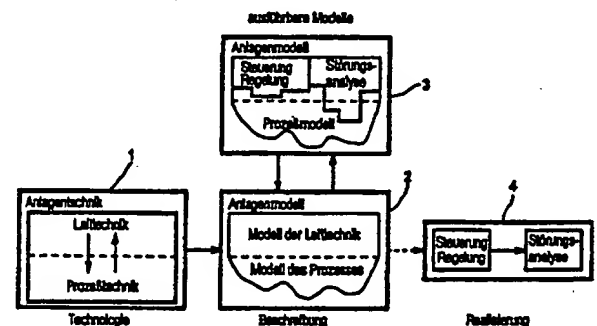 ausführbare Modelle
Anlagenmodell
Steuerung
Regelung
Störungs-
analyse
Prozeßmodell
3
1
Anlagentechnik
Leittechnik
Prozeßtechnik
Technologie
2
Anlagenmodell
Modell der Leittechnik
Modell des Prozesses
Beschreibung
4
Steuerung
Regelung
Störungs-
analyse
Realisierung